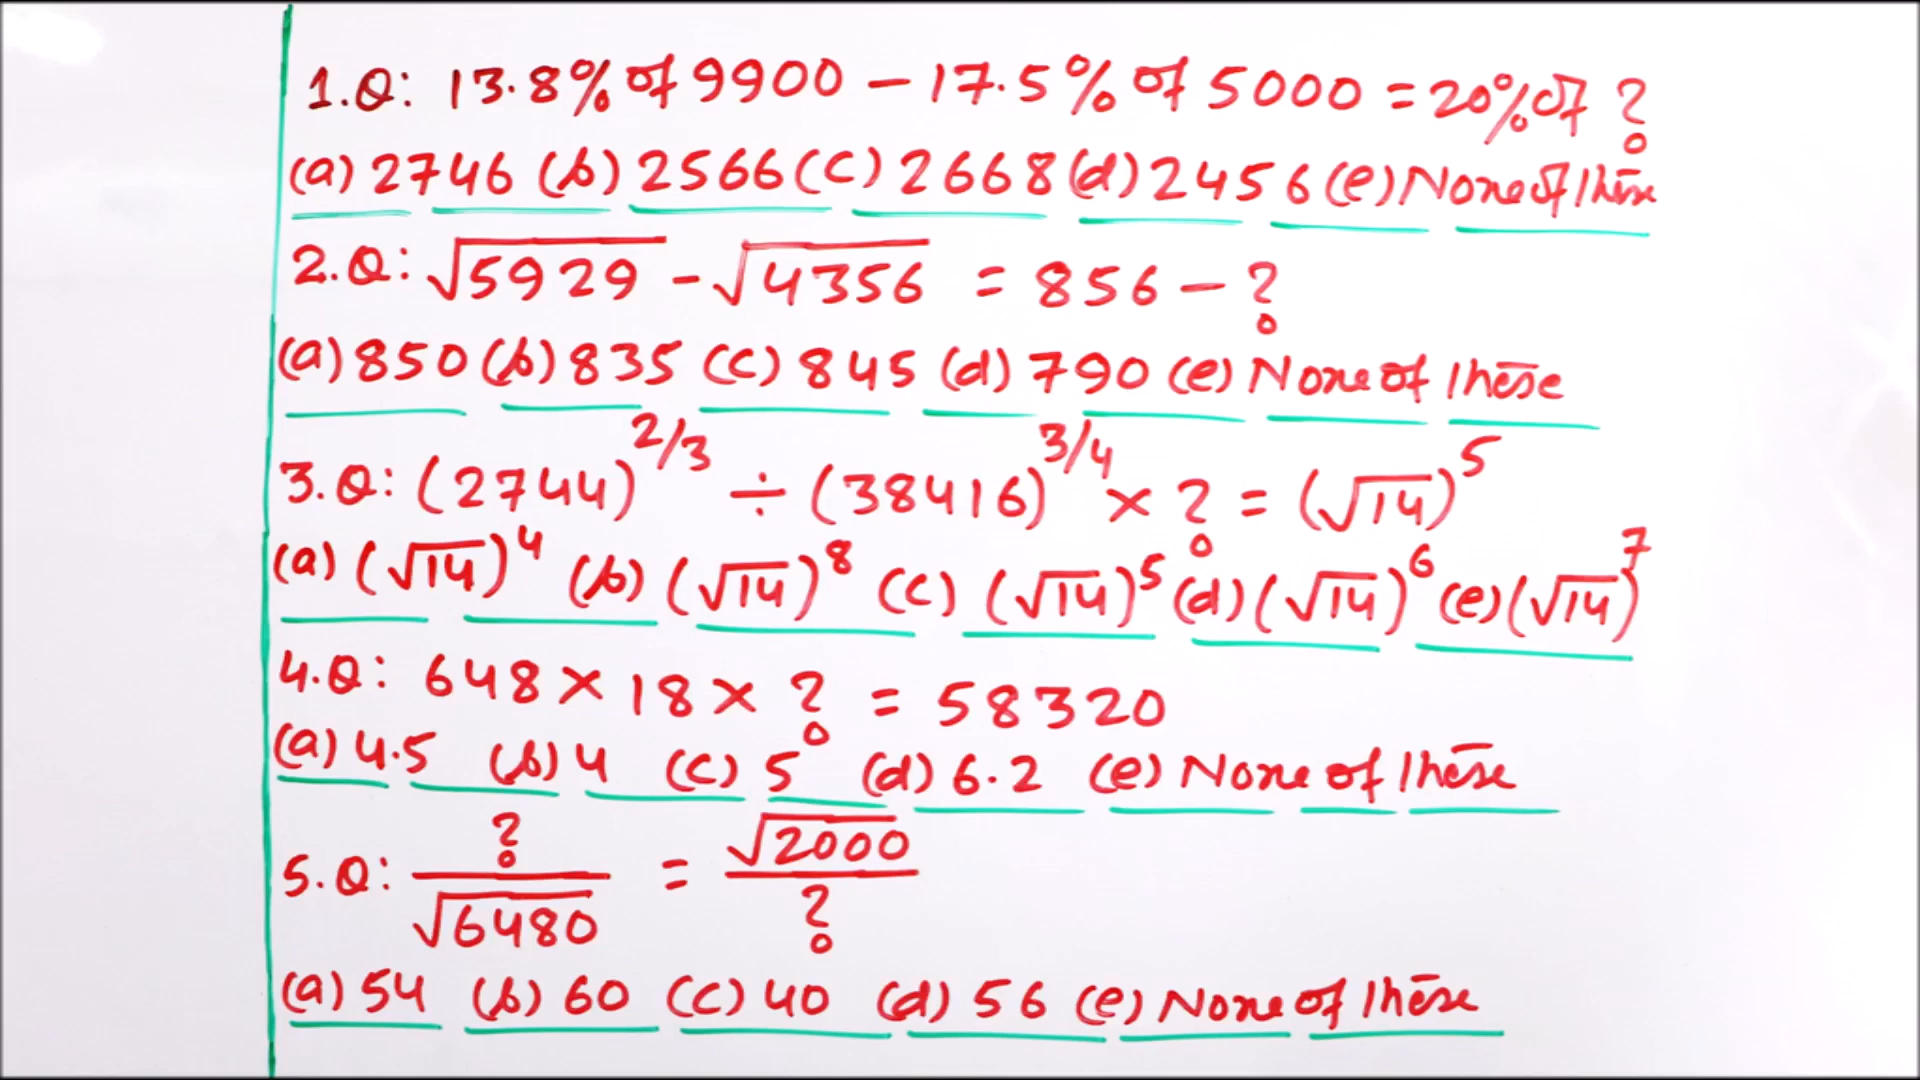 1.Q: 13.8% of 9900 - 17.5% of 5000 = 20% of ?
(a) 2746 (b) 2566 (c) 2668 (d) 2456 (e) None of these
2.Q: √5929 - √4356 = 856 - ?
(a) 850 (b) 835 (c) 845 (d) 790 (e) None of these
3.Q: (2744)^2/3 ÷ (38416)^3/4 × ? = (√14)^5
(a) (√14)^4 (b) (√14)^8 (c) (√14)^5 (d) (√14)^6 (e) (√14)^7
4.Q: 648 × 18 × ? = 58320
(a) 4.5 (b) 4 (c) 5 (d) 6.2 (e) None of these
5.Q: ?/√6480 = √2000/?
(a) 54 (b) 60 (c) 40 (d) 56 (e) None of these